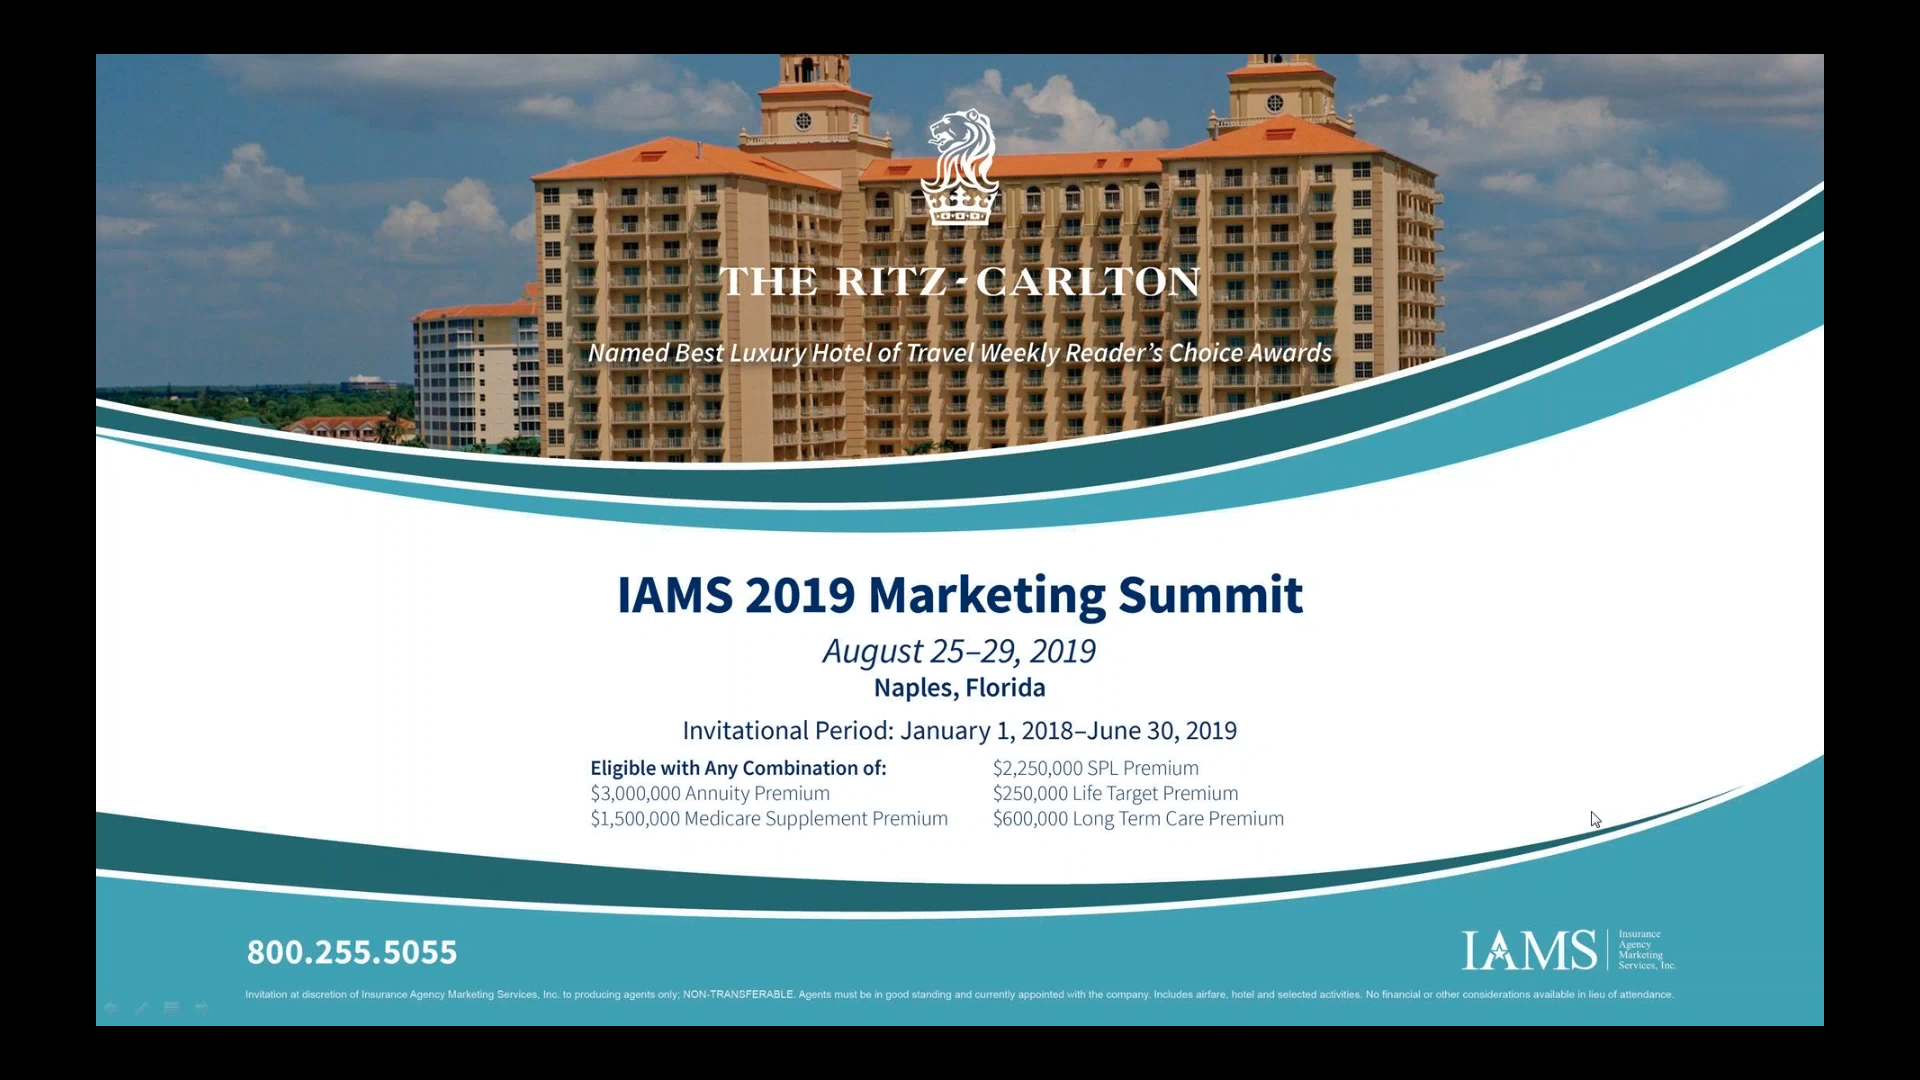 THE RITZ-CARLTON
Named Best Luxury Hotel of Travel Weekly Reader's Choice Awards
IAMS 2019 Marketing Summit
August 25–29, 2019
Naples, Florida
Invitational Period: January 1, 2018–June 30, 2019
Eligible with Any Combination of:
$3,000,000 Annuity Premium
$1,500,000 Medicare Supplement Premium
$2,250,000 SPL Premium
$250,000 Life Target Premium
$600,000 Long Term Care Premium
800.255.5055
IAMS
Insurance
Agency
Marketing
Services, Inc.
Invitation at discretion of Insurance Agency Marketing Services, Inc. to producing agents only; NON-TRANSFERABLE. Agents must be in good standing and currently appointed with the company. Includes airfare, hotel and selected activities. No financial or other considerations available in lieu of attendance.